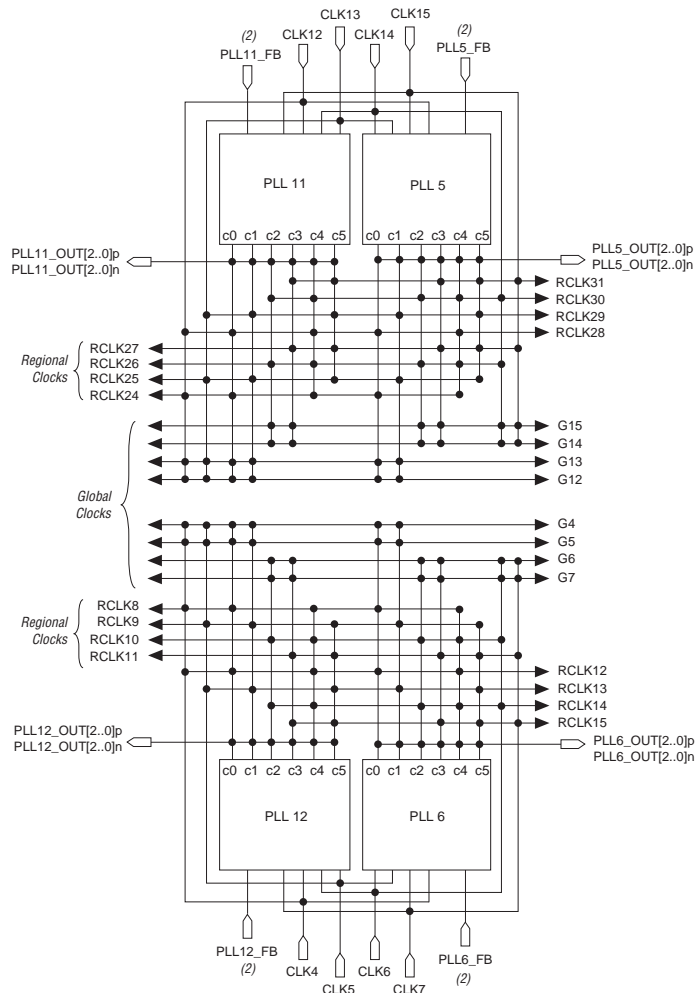 CLK13
CLK15
CLK12
CLK14
(2)
PLL11_FB
(2)
PLL5_FB
PLL 11
PLL 5
c0 c1 c2 c3 c4 c5
c0 c1 c2 c3 c4 c5
PLL11_OUT[2..0]p
PLL11_OUT[2..0]n
PLL5_OUT[2..0]p
PLL5_OUT[2..0]n
RCLK31
RCLK30
RCLK29
RCLK28
Regional
Clocks
RCLK27
RCLK26
RCLK25
RCLK24
G15
G14
G13
G12
Global
Clocks
G4
G5
G6
G7
Regional
Clocks
RCLK8
RCLK9
RCLK10
RCLK11
RCLK12
RCLK13
RCLK14
RCLK15
PLL12_OUT[2..0]p
PLL12_OUT[2..0]n
PLL6_OUT[2..0]p
PLL6_OUT[2..0]n
c0 c1 c2 c3 c4 c5
c0 c1 c2 c3 c4 c5
PLL 12
PLL 6
PLL12_FB
(2)
CLK4
CLK5
CLK6
CLK7
PLL6_FB
(2)